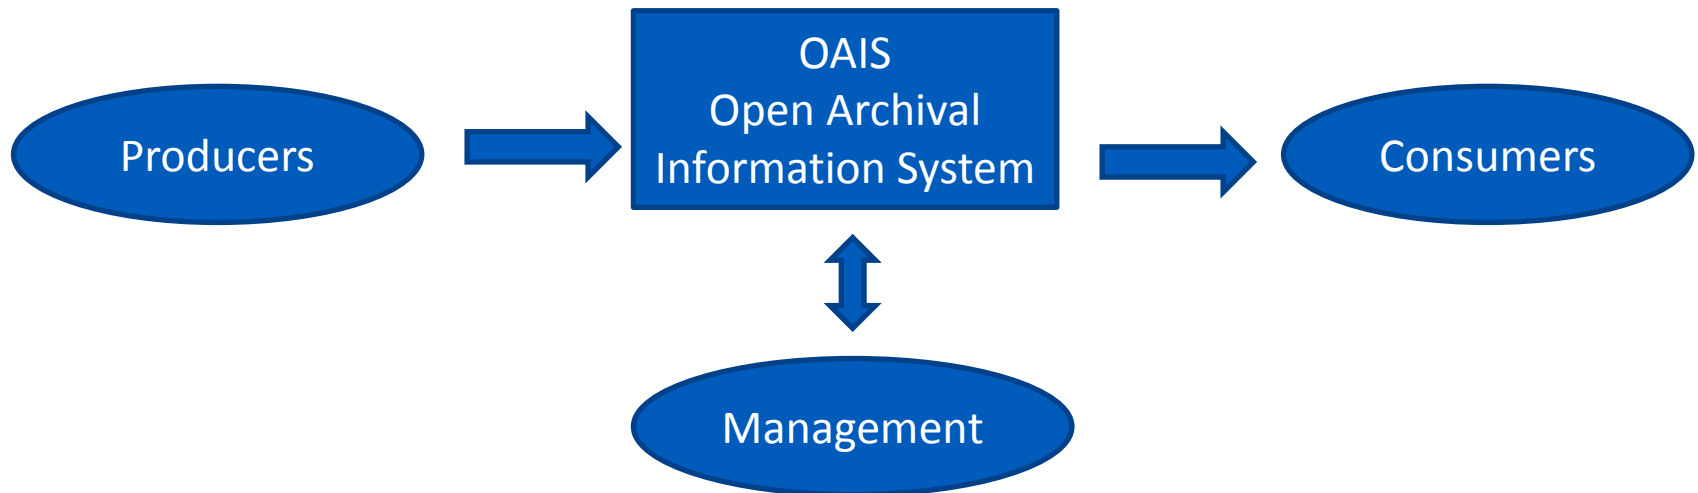 OAIS
Open Archival
Information System
Producers
Consumers
Management